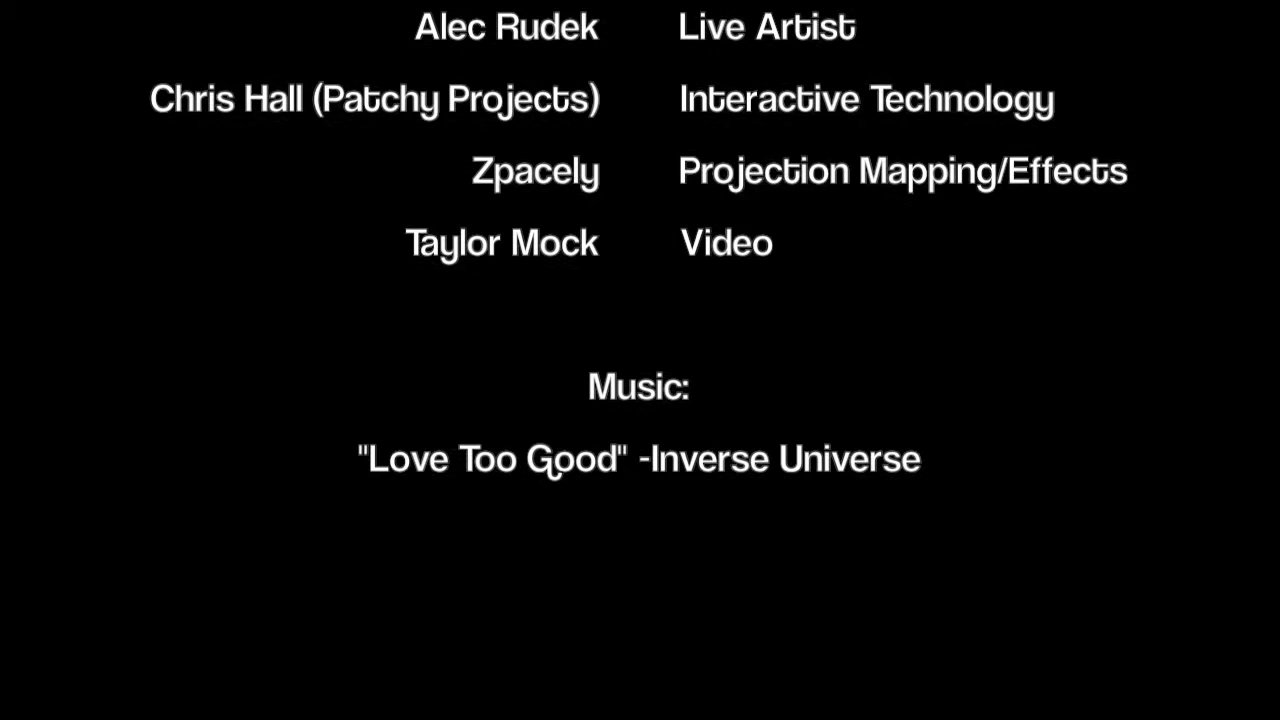 Alec Rudek Live Artist
Chris Hall (Patchy Projects) Interactive Technology
Zpacely Projection Mapping/Effects
Taylor Mock Video
Music:
"Love Too Good" -Inverse Universe